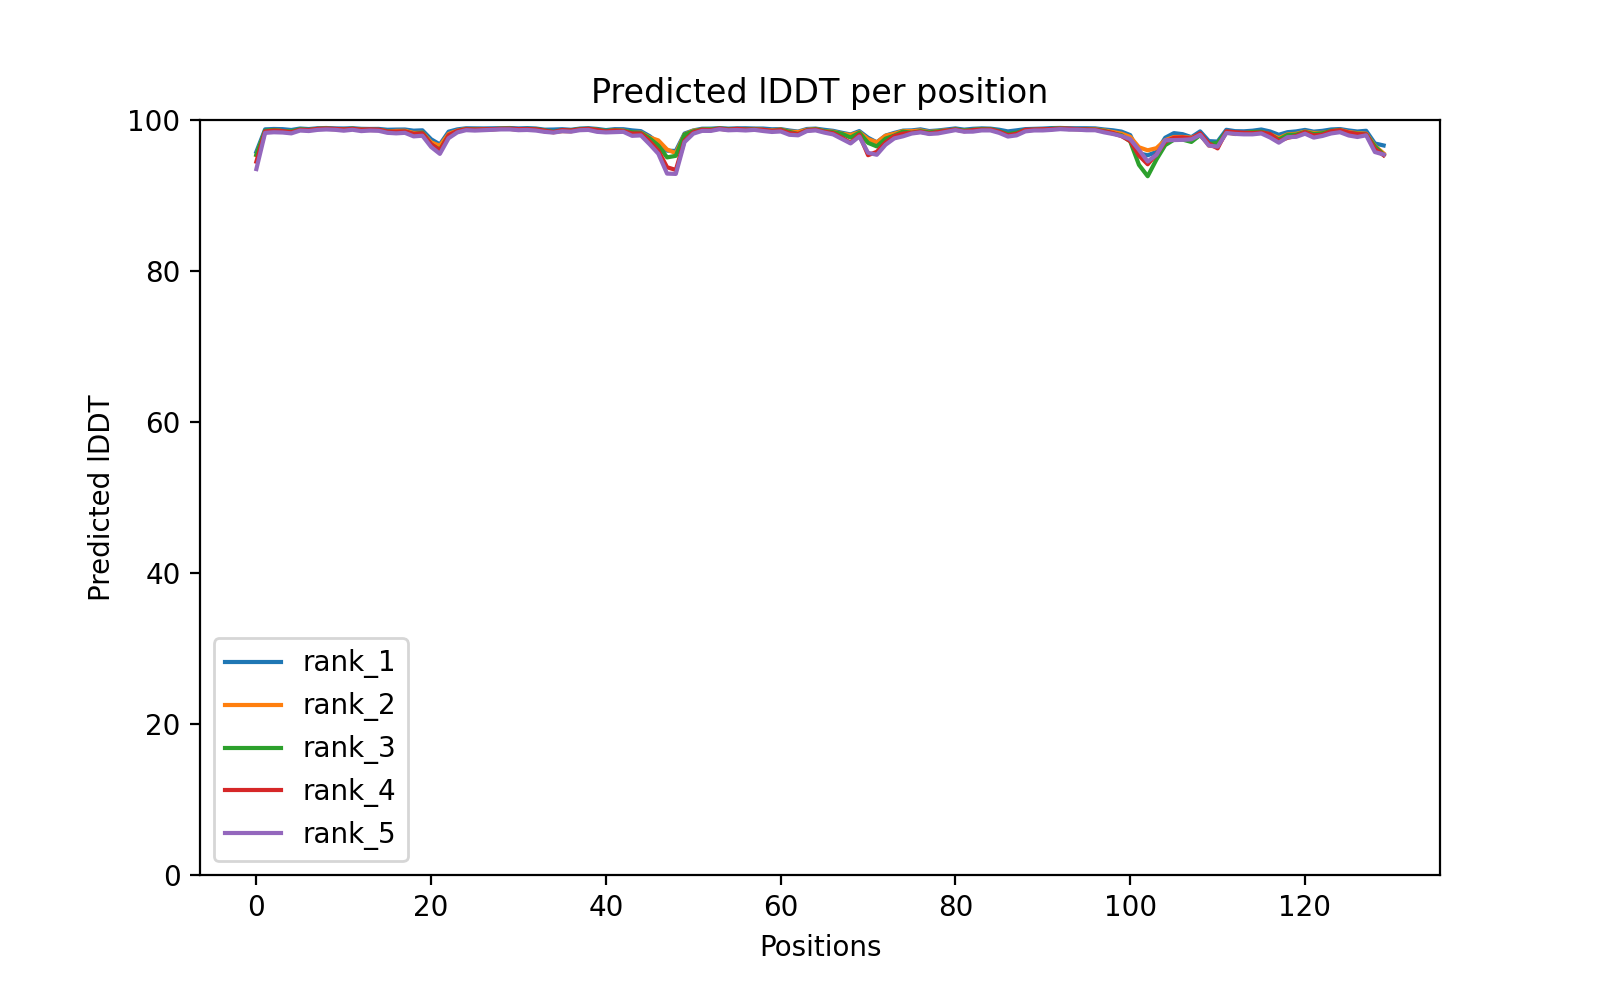 Predicted lDDT per position
100
80
60
40
20
0
Predicted lDDT
rank_1
rank_2
rank_3
rank_4
rank_5
0 20 40 60 80 100 120
Positions